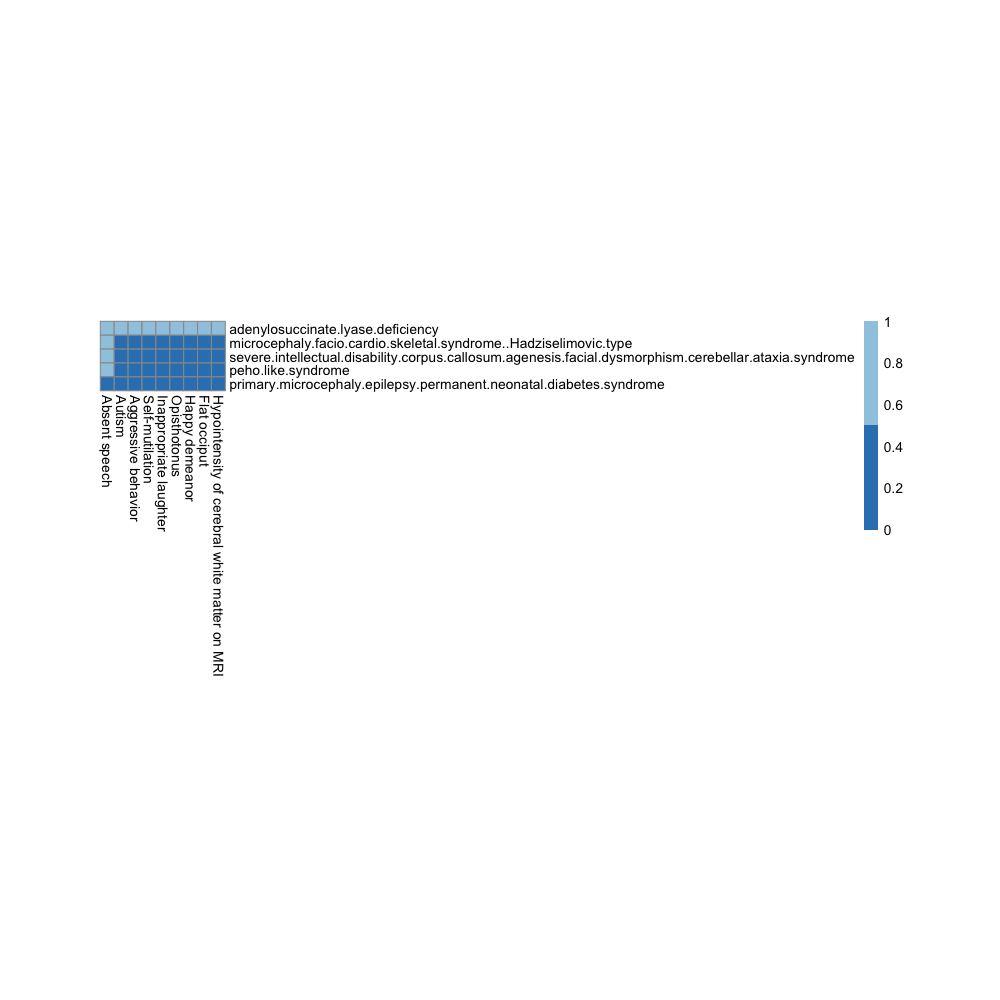 adenylosuccinate.lyase.deficiency
microcephaly.facio.cardio.skeletal.syndrome..Hadziselimovic.type
severe.intellectual.disability.corpus.callosum.agenesis.facial.dysmorphism.cerebellar.ataxia.syndrome
peho.like.syndrome
primary.microcephaly.epilepsy.permanent.neonatal.diabetes.syndrome
Absent speech
Autism
Aggressive behavior
Self-mutilation
Inappropriate laughter
Opisthotonus
Happy demeanor
Flat occiput
Hypointensity of cerebral white matter on MRI
1
0.8
0.6
0.4
0.2
0